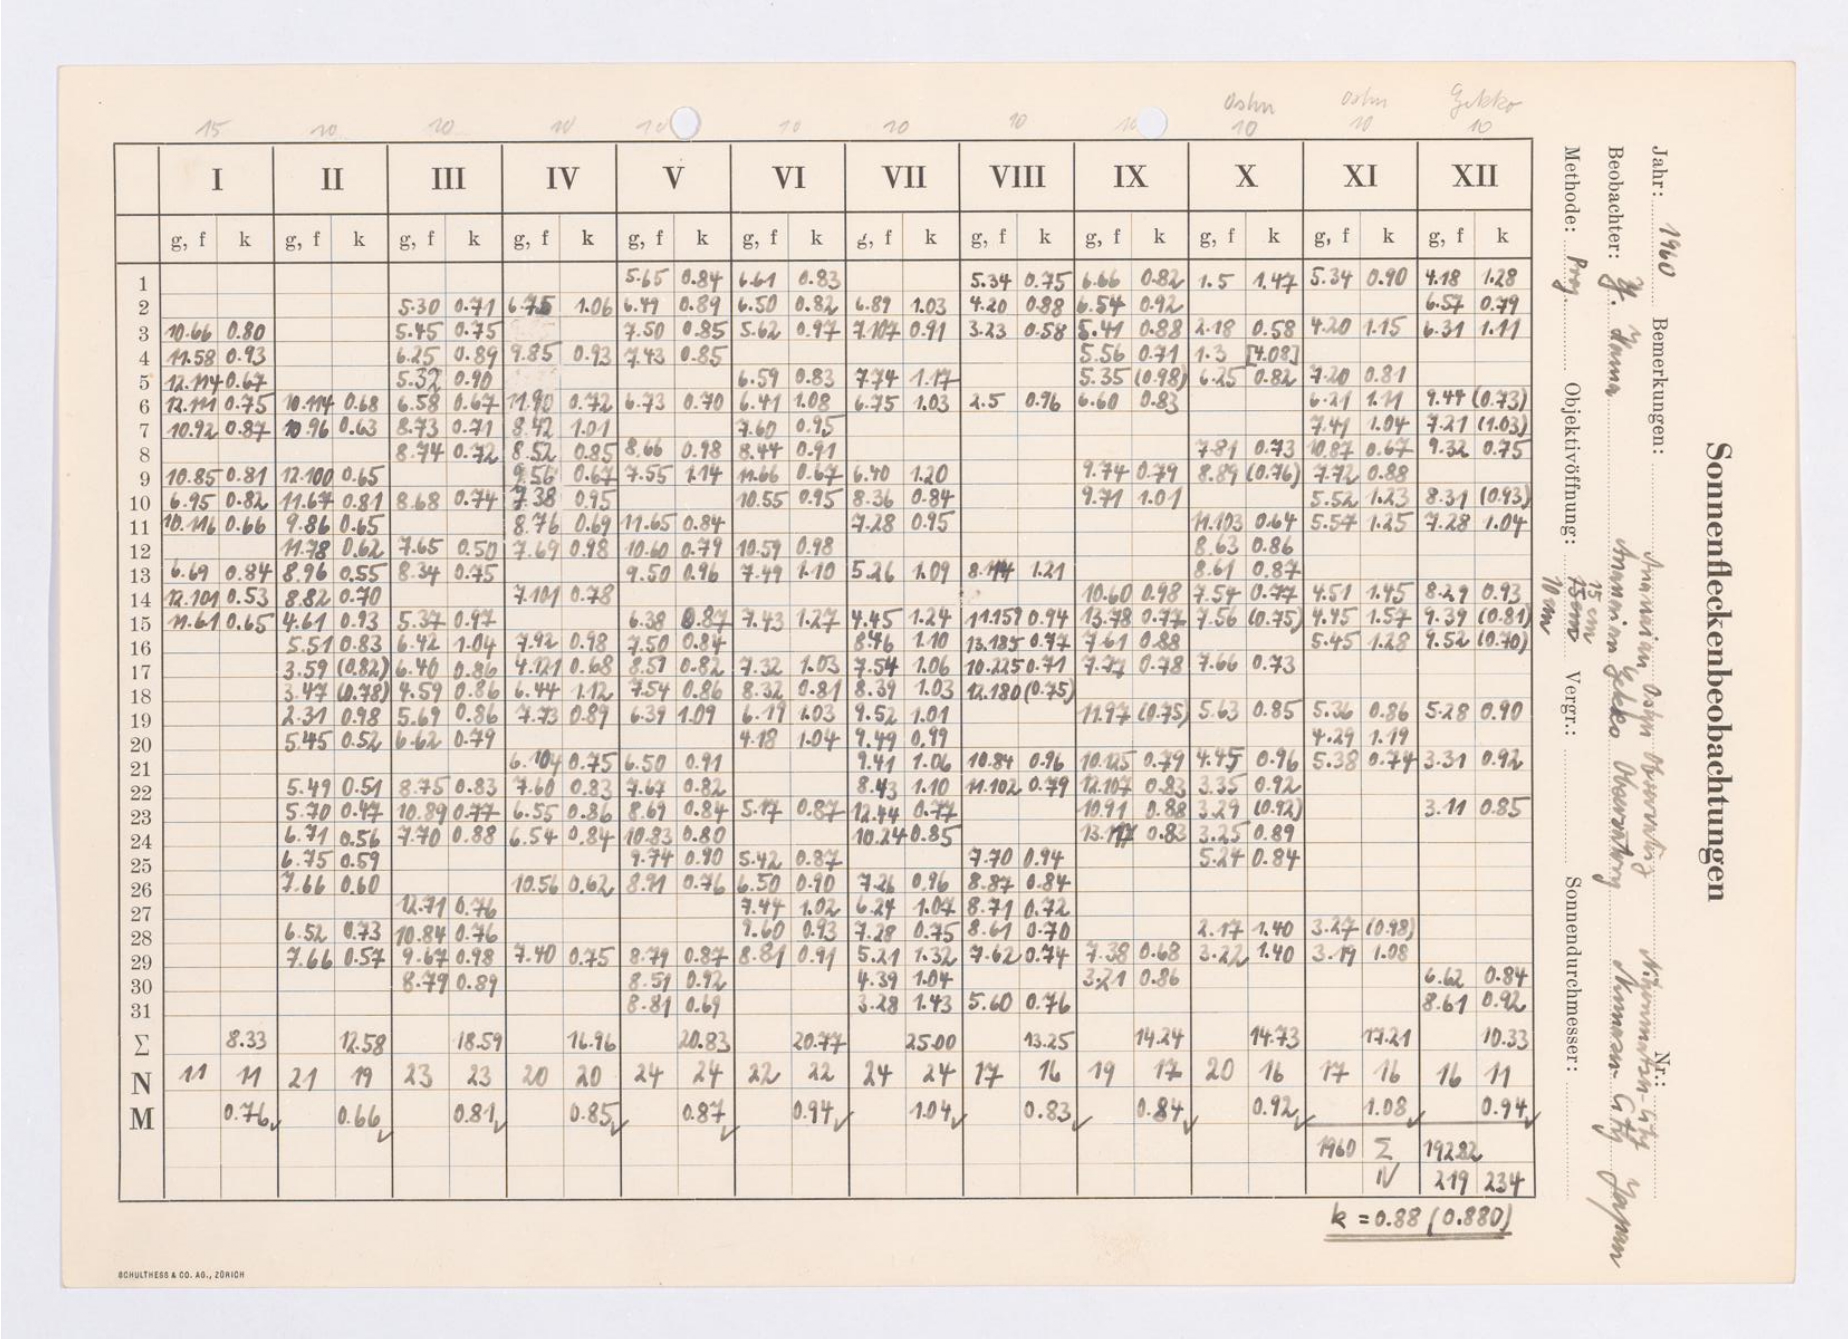 Oshn Oshn Gekko
15 10 10 10 10 10 10 10 10 10 10 10
I II III IV V VI VII VIII IX X XI XII
g, f k g, f k g, f k g, f k g, f k g, f k g, f k g, f k g, f k g, f k g, f k g, f k
1 5.65 0.84 6.61 0.83 5.34 0.75 6.66 0.82 1.5 1.47 5.34 0.90 4.18 1.28
2 5.30 0.71 6.75 1.06 6.49 0.89 6.50 0.82 6.89 1.03 4.20 0.88 6.54 0.92 6.57 0.79
3 10.66 0.80 5.45 0.75 7.50 0.85 5.62 0.97 7.107 0.91 3.23 0.58 5.41 0.88 2.18 0.58 4.20 1.15 6.31 1.11
4 11.58 0.93 6.25 0.89 9.85 0.93 7.43 0.85 5.56 0.71 1.3 [4.08]
5 12.114 0.67 5.32 0.90 6.59 0.83 7.74 1.17 5.35 (0.98) 6.25 0.82 7.20 0.81
6 12.111 0.75 10.114 0.68 6.58 0.67 11.90 0.72 6.73 0.70 6.41 1.08 6.75 1.03 2.5 0.96 6.60 0.83 6.21 1.11 9.44 (0.73)
7 10.92 0.87 10.96 0.63 8.73 0.71 8.42 1.01 7.60 0.95 7.41 1.04 7.21 (1.03)
8 8.74 0.72 8.52 0.85 8.66 0.98 8.44 0.91 7.81 0.73 10.87 0.67 9.32 0.75
9 10.85 0.81 12.100 0.65 9.56 0.67 7.55 1.14 11.66 0.67 6.40 1.20 9.74 0.79 8.89 (0.76) 7.72 0.88
10 6.95 0.82 11.67 0.81 8.68 0.74 7.38 0.95 10.55 0.95 8.36 0.84 9.71 1.01 5.52 1.23 8.31 (0.93)
11 10.116 0.66 9.86 0.65 8.76 0.69 11.65 0.84 7.28 0.95 11.103 0.64 5.57 1.25 7.28 1.04
12 11.78 0.62 7.65 0.50 7.69 0.98 10.60 0.79 10.59 0.98 8.63 0.86
13 6.69 0.84 8.96 0.55 8.34 0.75 9.50 0.96 7.49 1.10 5.26 1.09 8.114 1.21 8.61 0.87
14 12.101 0.53 8.82 0.70 7.101 0.78 10.60 0.98 7.54 0.77 4.51 1.45 8.29 0.93
15 11.61 0.65 4.61 0.93 5.37 0.97 6.38 0.87 7.43 1.27 4.45 1.24 11.159 0.94 13.78 0.77 7.56 (0.75) 4.45 1.57 9.39 (0.81)
16 5.51 0.83 6.42 1.04 7.92 0.98 7.50 0.84 8.46 1.10 13.185 0.77 7.61 0.88 5.45 1.28 9.52 (0.70)
17 3.59 (0.82) 6.40 0.86 4.121 0.68 8.51 0.82 7.32 1.03 7.54 1.06 10.225 0.71 7.77 0.78 7.66 0.73
18 3.47 (0.78) 4.59 0.86 6.44 1.12 7.54 0.86 8.32 0.81 8.39 1.03 12.180 (0.75)
19 2.31 0.98 5.69 0.86 7.73 0.89 6.39 1.09 6.19 1.03 9.52 1.01 11.97 (0.75) 5.63 0.85 5.36 0.86 5.28 0.90
20 5.45 0.52 6.62 0.79 4.18 1.04 9.49 0.99 4.29 1.19
21 6.104 0.75 6.50 0.91 9.41 1.06 10.84 0.96 10.125 0.79 4.45 0.96 5.38 0.74 3.31 0.92
22 5.49 0.51 8.75 0.83 7.60 0.83 7.67 0.82 8.43 1.10 11.102 0.79 12.107 0.83 3.35 0.92
23 5.70 0.47 10.89 0.77 6.55 0.86 8.69 0.84 5.17 0.87 12.44 0.77 10.91 0.88 3.29 (0.92) 3.11 0.85
24 6.71 0.56 7.70 0.88 6.54 0.84 10.83 0.80 10.24 0.85 13.117 0.83 3.25 0.89
25 6.75 0.59 9.74 0.90 5.42 0.87 7.70 0.94 5.24 0.84
26 7.66 0.60 10.56 0.62 8.91 0.76 6.50 0.90 7.26 0.96 8.87 0.84
27 12.71 0.76 7.44 1.02 6.24 1.07 8.71 0.72
28 6.52 0.73 10.84 0.76 9.60 0.93 7.28 0.75 8.61 0.70 2.17 1.40 3.27 (0.98)
29 7.66 0.57 9.67 0.98 7.40 0.75 8.79 0.87 8.81 0.91 5.21 1.32 7.62 0.74 7.38 0.68 3.22 1.40 3.19 1.08
30 8.79 0.89 8.51 0.92 4.39 1.04 3.21 0.86 6.62 0.84
31 8.81 0.69 3.28 1.43 5.60 0.76 8.61 0.92
Σ 8.33 12.58 18.59 16.96 20.83 20.77 25.00 13.25 14.24 14.73 17.21 10.33
N 11 11 21 19 23 23 20 20 24 24 22 22 24 24 17 16 19 17 20 16 17 16 16 11
M 0.76 0.66 0.81 0.85 0.87 0.94 1.04 0.83 0.84 0.92 1.08 0.94
1960 Σ 192.82
N 219 234
k = 0.88 (0.880)
SCHULTHESS & CO. AG., ZÜRICH
Sonnenfleckenbeobachtungen
Jahr: 1960 Bemerkungen: Oshn Observatory Nr.:
Beobachter: Gekko Observatory Numazu-City Japan
Methode: Proj. Objektivöffnung: 15 cm 10 cm Vergr.: Sonnendurchmesser: